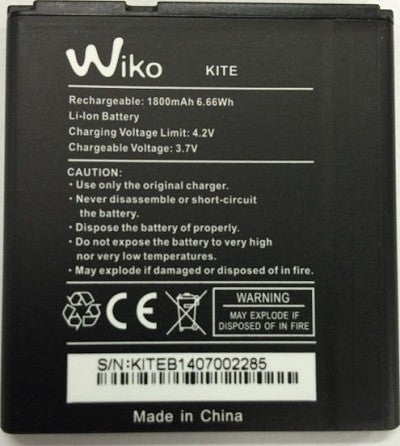 Wiko KITE
Rechargeable: 1800mAh 6.66Wh
Li-Ion Battery
Charging Voltage Limit: 4.2V
Chargeable Voltage: 3.7V
CAUTION:
• Use only the original charger.
• Never disassemble or short-circuit
the battery.
• Dispose the battery of properly.
• Do not expose the battery to very high
nor very low temperatures.
• May explode if damaged or disposed of in fire.
CE
WARNING:
MAY EXPLODE IF
DISPOSED OF IN FIRE
S/N:KITEB1407002285
Made in China